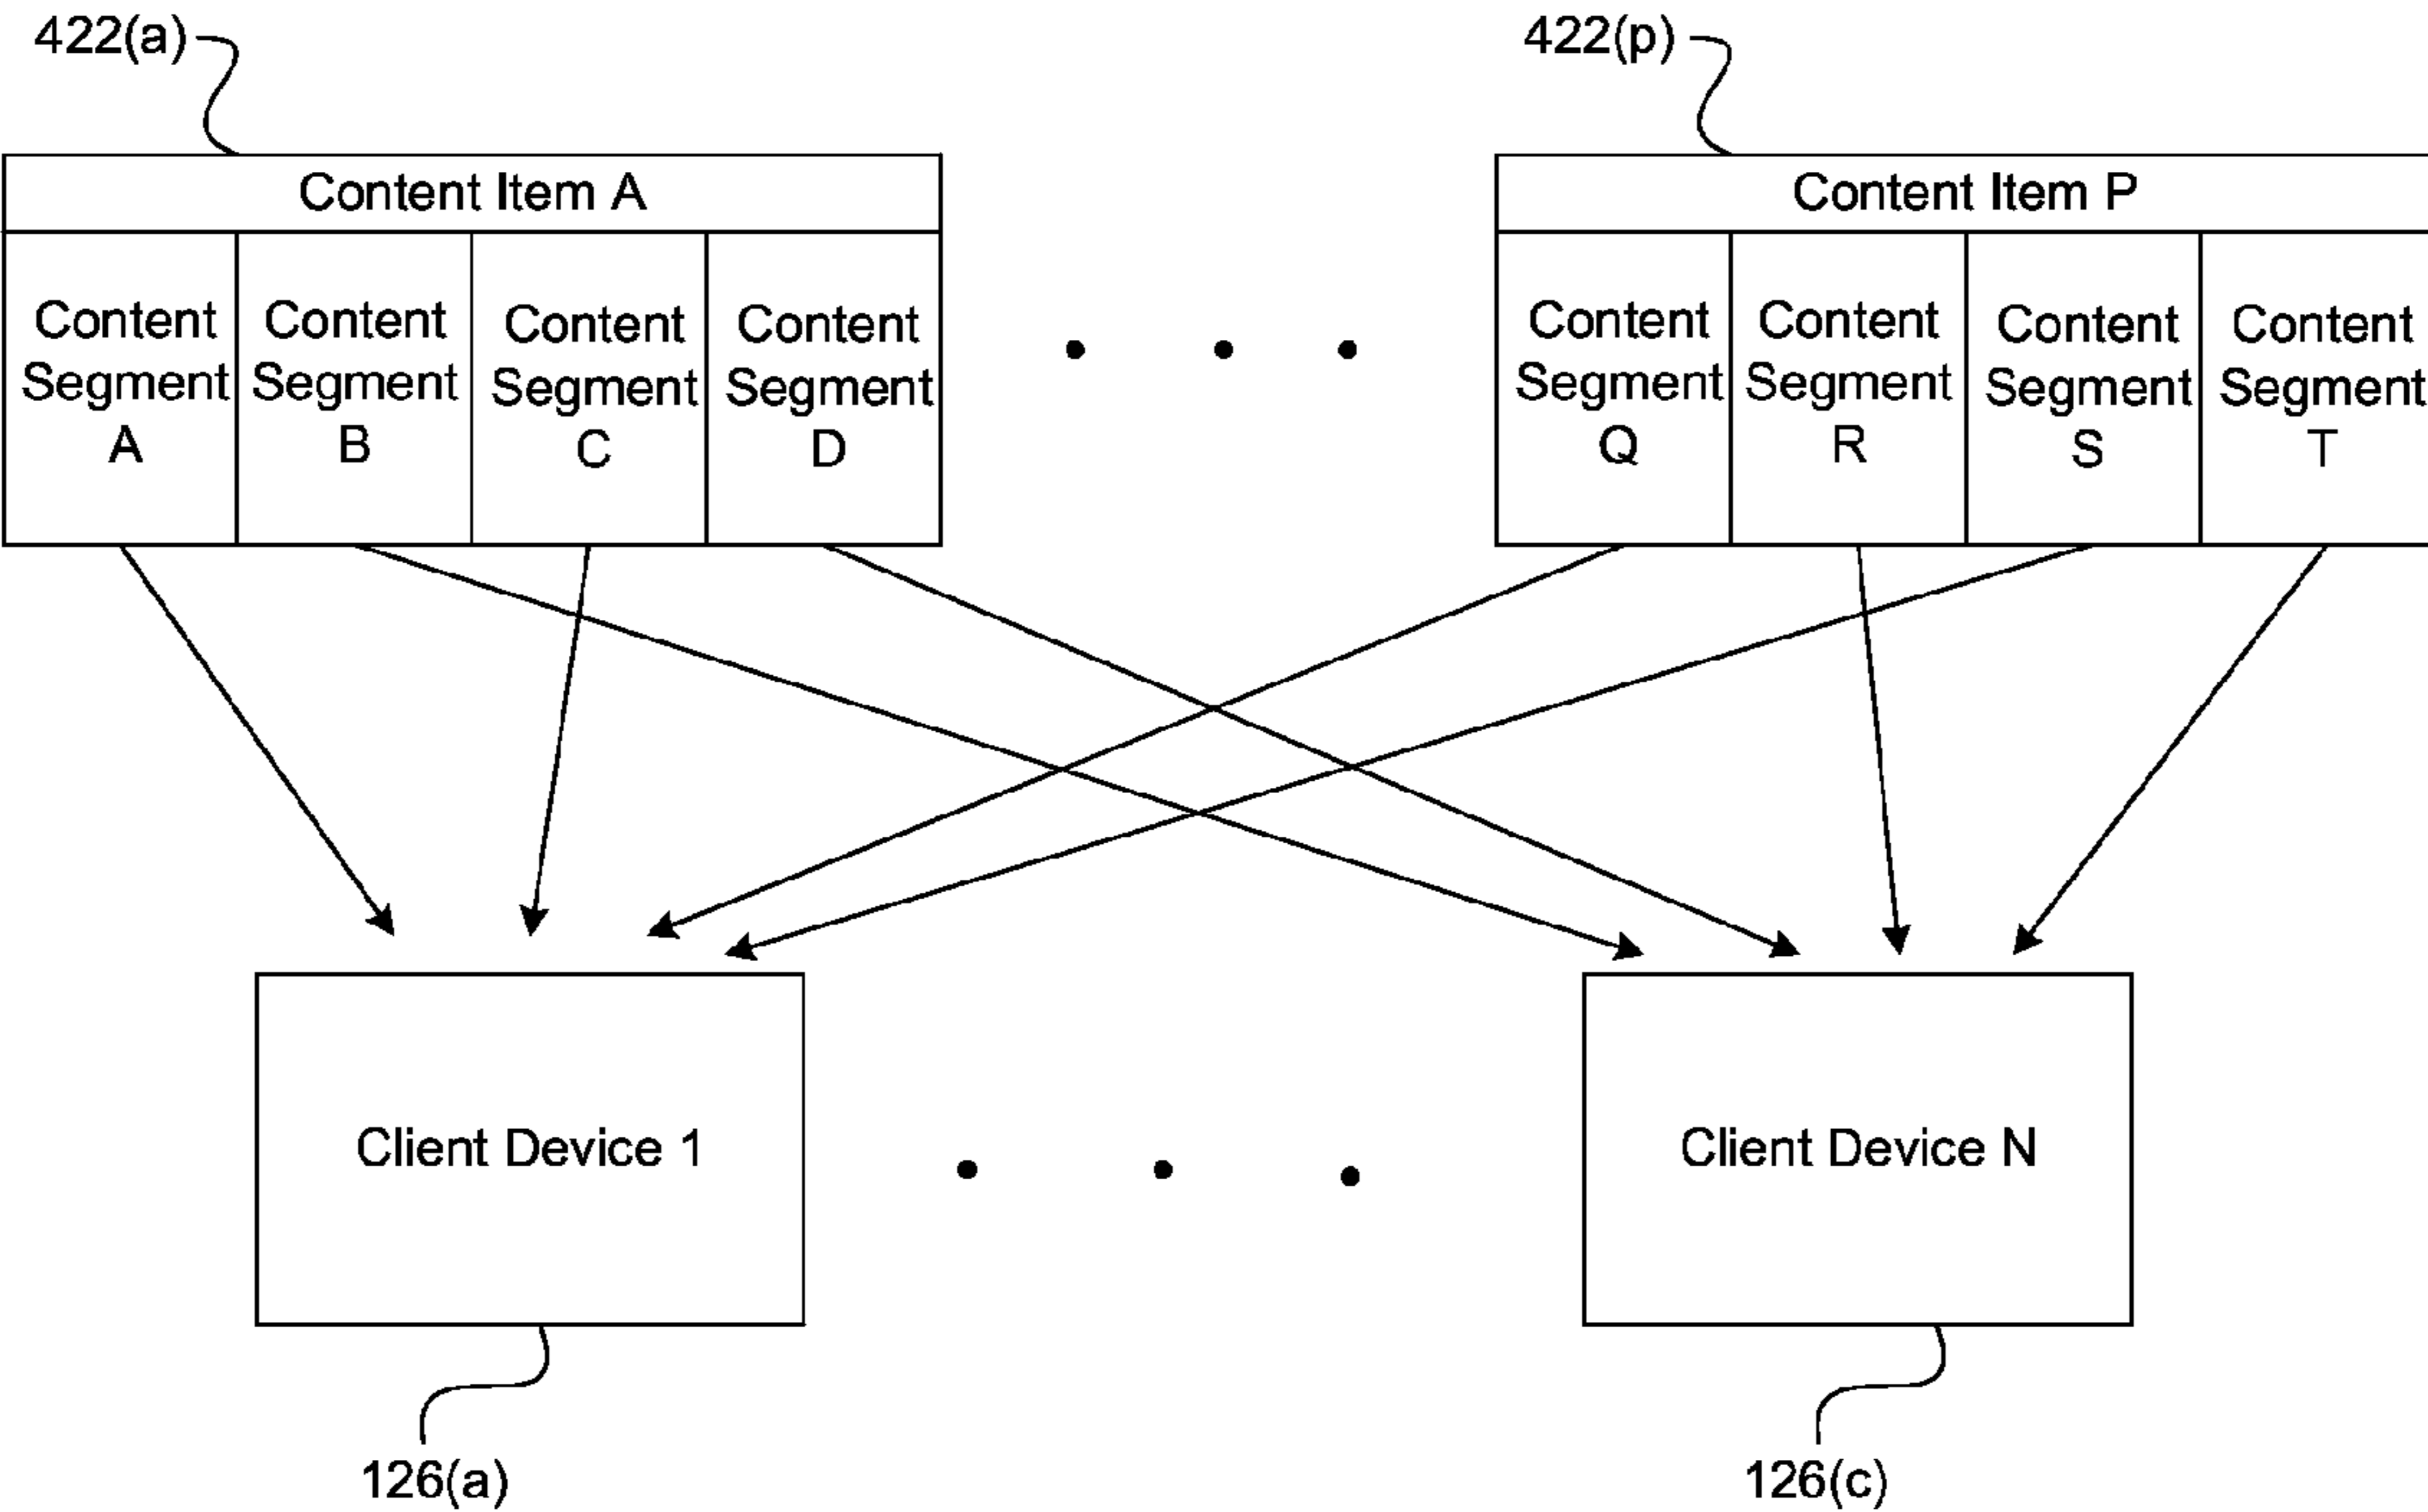 422(a)
422(p)
Content Item A
Content Item P
Content
Segment
A
Content
Segment
B
Content
Segment
C
Content
Segment
D
Content
Segment
Q
Content
Segment
R
Content
Segment
S
Content
Segment
T
Client Device 1
Client Device N
126(a)
126(c)